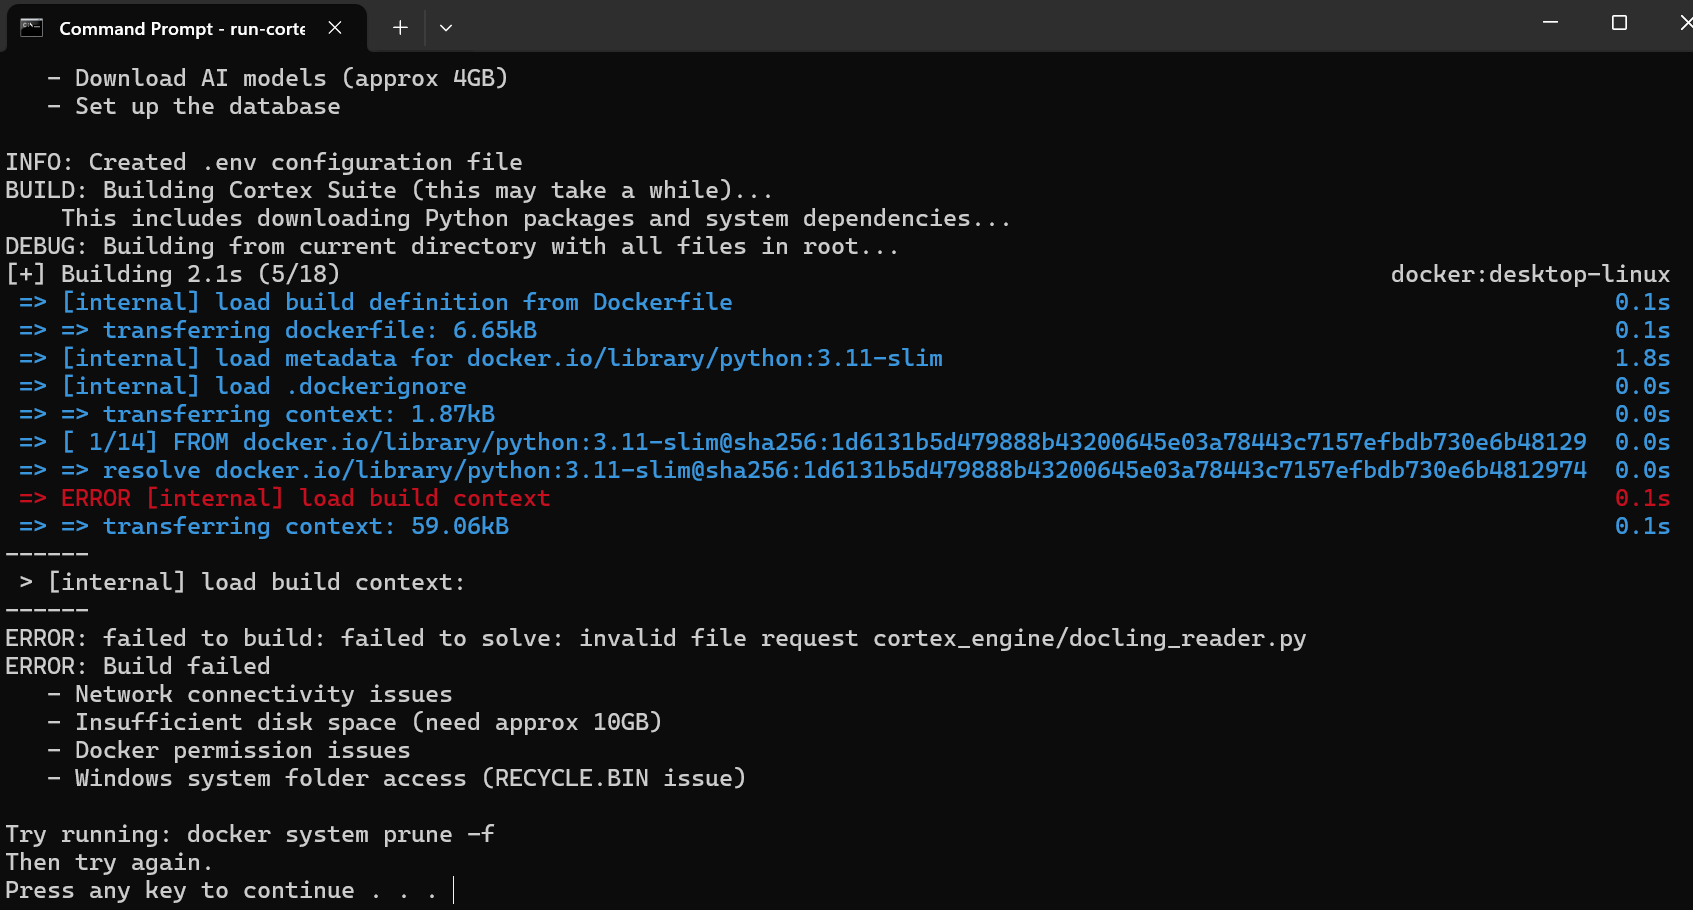 Command Prompt - run-corte
- Download AI models (approx 4GB)
- Set up the database
INFO: Created .env configuration file
BUILD: Building Cortex Suite (this may take a while)...
This includes downloading Python packages and system dependencies...
DEBUG: Building from current directory with all files in root...
[+] Building 2.1s (5/18) docker:desktop-linux
=> [internal] load build definition from Dockerfile 0.1s
=> => transferring dockerfile: 6.65kB 0.1s
=> [internal] load metadata for docker.io/library/python:3.11-slim 1.8s
=> [internal] load .dockerignore 0.0s
=> => transferring context: 1.87kB 0.0s
=> [ 1/14] FROM docker.io/library/python:3.11-slim@sha256:1d6131b5d479888b43200645e03a78443c7157efbdb730e6b48129 0.0s
=> => resolve docker.io/library/python:3.11-slim@sha256:1d6131b5d479888b43200645e03a78443c7157efbdb730e6b4812974 0.0s
=> ERROR [internal] load build context 0.1s
=> => transferring context: 59.06kB 0.1s
------
> [internal] load build context:
------
ERROR: failed to build: failed to solve: invalid file request cortex_engine/docling_reader.py
ERROR: Build failed
- Network connectivity issues
- Insufficient disk space (need approx 10GB)
- Docker permission issues
- Windows system folder access (RECYCLE.BIN issue)
Try running: docker system prune -f
Then try again.
Press any key to continue . . .